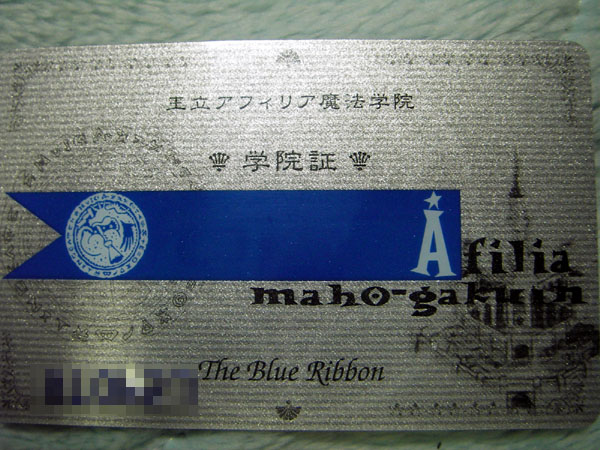 王立アフィリア魔法学院
学院証
Afilia
maho-gakuen
The Blue Ribbon